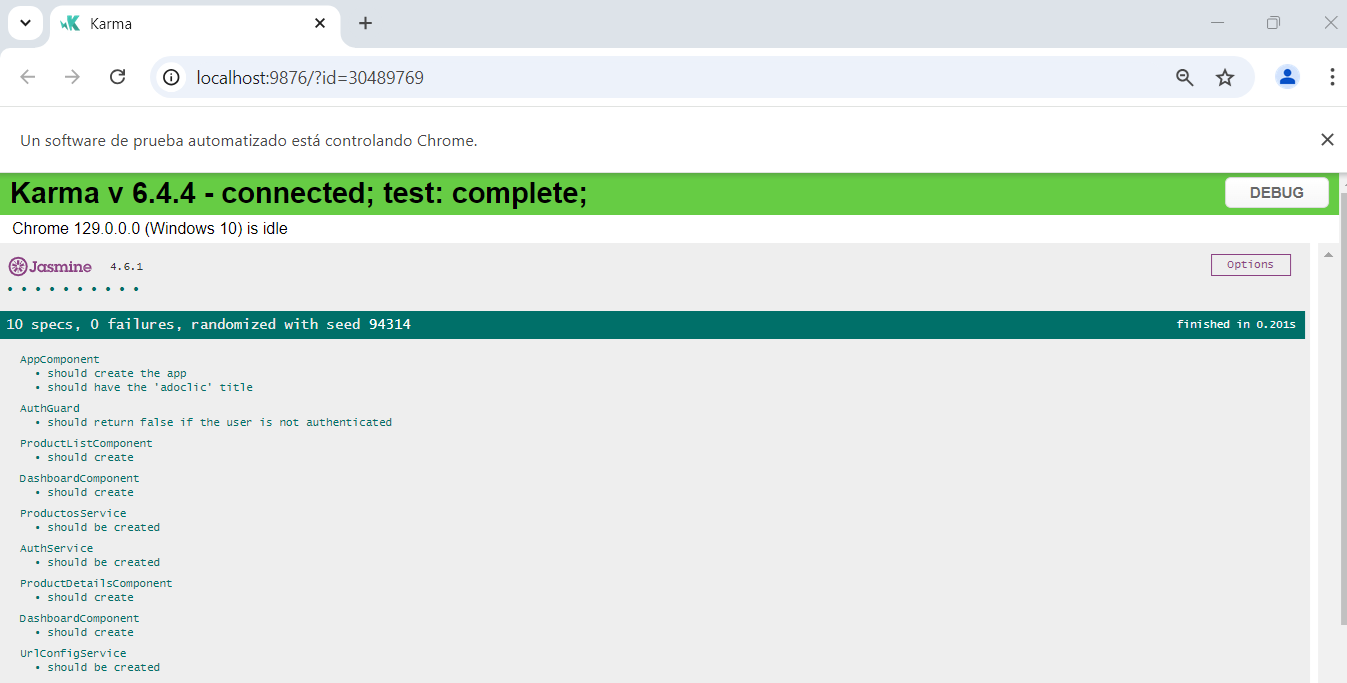 Karma
localhost:9876/?id=30489769
Un software de prueba automatizado está controlando Chrome.
Karma v 6.4.4 - connected; test: complete;
DEBUG
Chrome 129.0.0.0 (Windows 10) is idle
Jasmine 4.6.1
Options
10 specs, 0 failures, randomized with seed 94314
finished in 0.201s
AppComponent
• should create the app
• should have the 'adoclic' title
AuthGuard
• should return false if the user is not authenticated
ProductListComponent
• should create
DashboardComponent
• should create
ProductosService
• should be created
AuthService
• should be created
ProductDetailsComponent
• should create
DashboardComponent
• should create
UrlConfigService
• should be created